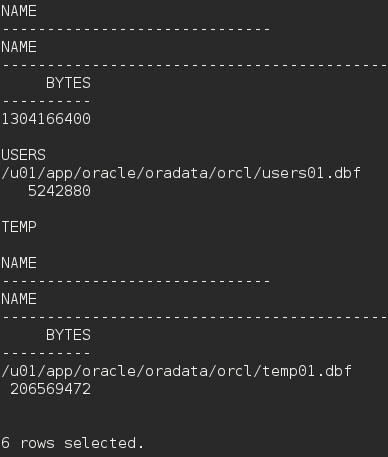 NAME
------------------------------
NAME
-------------------------------------------
     BYTES
----------
1304166400
USERS
/u01/app/oracle/oradata/orcl/users01.dbf
   5242880
TEMP
NAME
------------------------------
NAME
-------------------------------------------
     BYTES
----------
/u01/app/oracle/oradata/orcl/temp01.dbf
 206569472
6 rows selected.